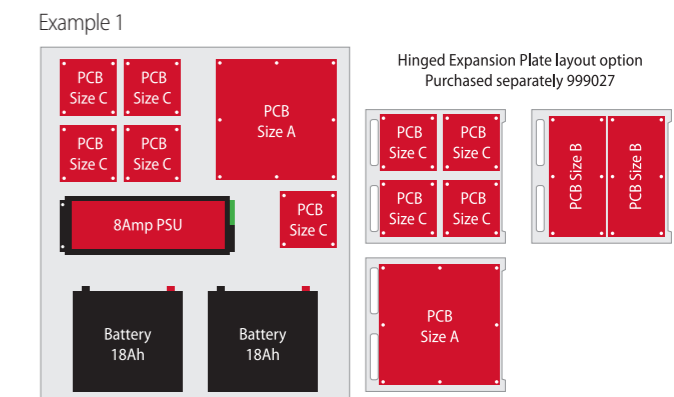 Example 1
Hinged Expansion Plate layout option
Purchased separately 999027
PCB
Size C
PCB
Size C
PCB
Size A
PCB
Size C
PCB
Size C
8Amp PSU
PCB
Size C
Battery
18Ah
Battery
18Ah
PCB
Size C
PCB
Size C
PCB
Size C
PCB
Size C
PCB Size B
PCB Size B
PCB
Size A